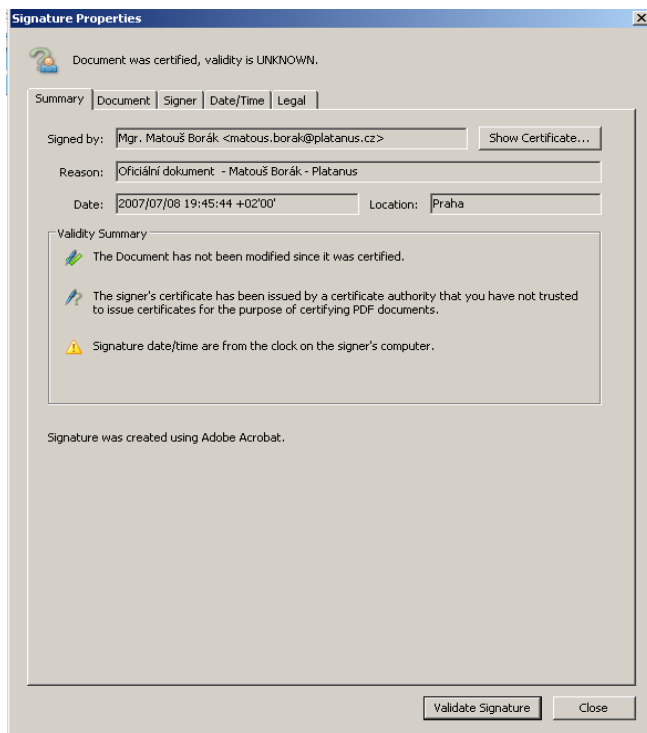 Signature Properties
Document was certified, validity is UNKNOWN.
Summary Document Signer Date/Time Legal
Signed by: Mgr. Matouš Borák <matous.borak@platanus.cz> Show Certificate...
Reason: Oficiální dokument - Matouš Borák - Platanus
Date: 2007/07/08 19:45:44 +02'00' Location: Praha
Validity Summary
The Document has not been modified since it was certified.
The signer's certificate has been issued by a certificate authority that you have not trusted
to issue certificates for the purpose of certifying PDF documents.
Signature date/time are from the clock on the signer's computer.
Signature was created using Adobe Acrobat.
Validate Signature Close